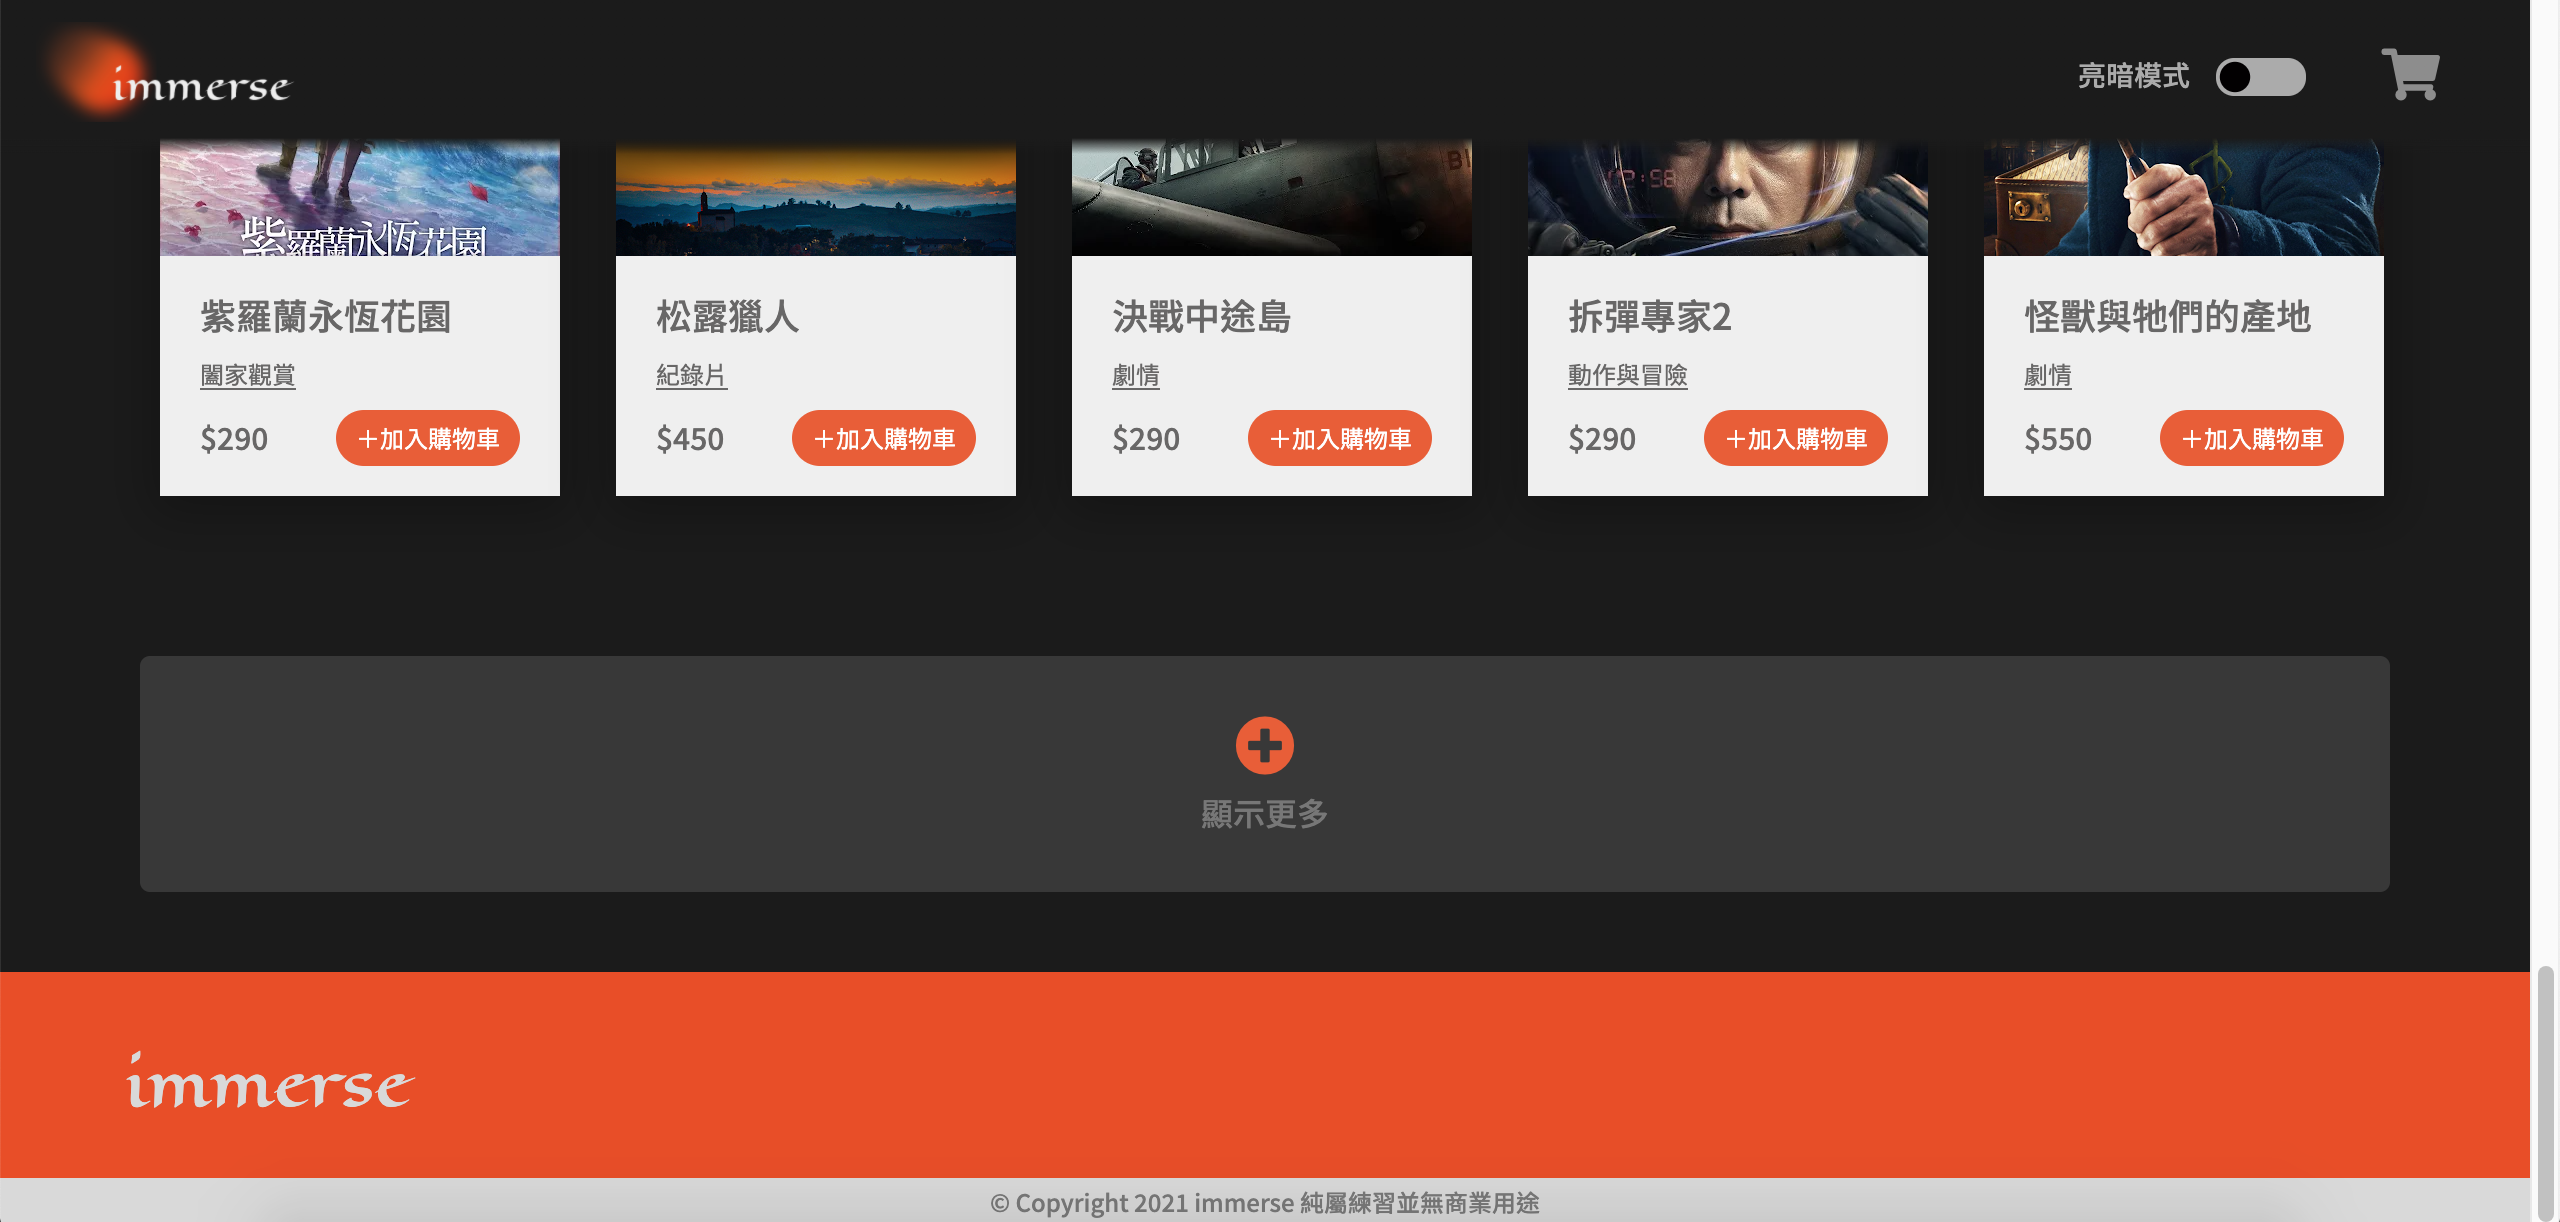 immerse
亮暗模式
紫羅蘭永恆花園
02:58
紫羅蘭永恆花園
闔家觀賞
$290
＋加入購物車
松露獵人
紀錄片
$450
＋加入購物車
決戰中途島
劇情
$290
＋加入購物車
拆彈專家2
動作與冒險
$290
＋加入購物車
怪獸與牠們的產地
劇情
$550
＋加入購物車
顯示更多
immerse
© Copyright 2021 immerse 純屬練習並無商業用途